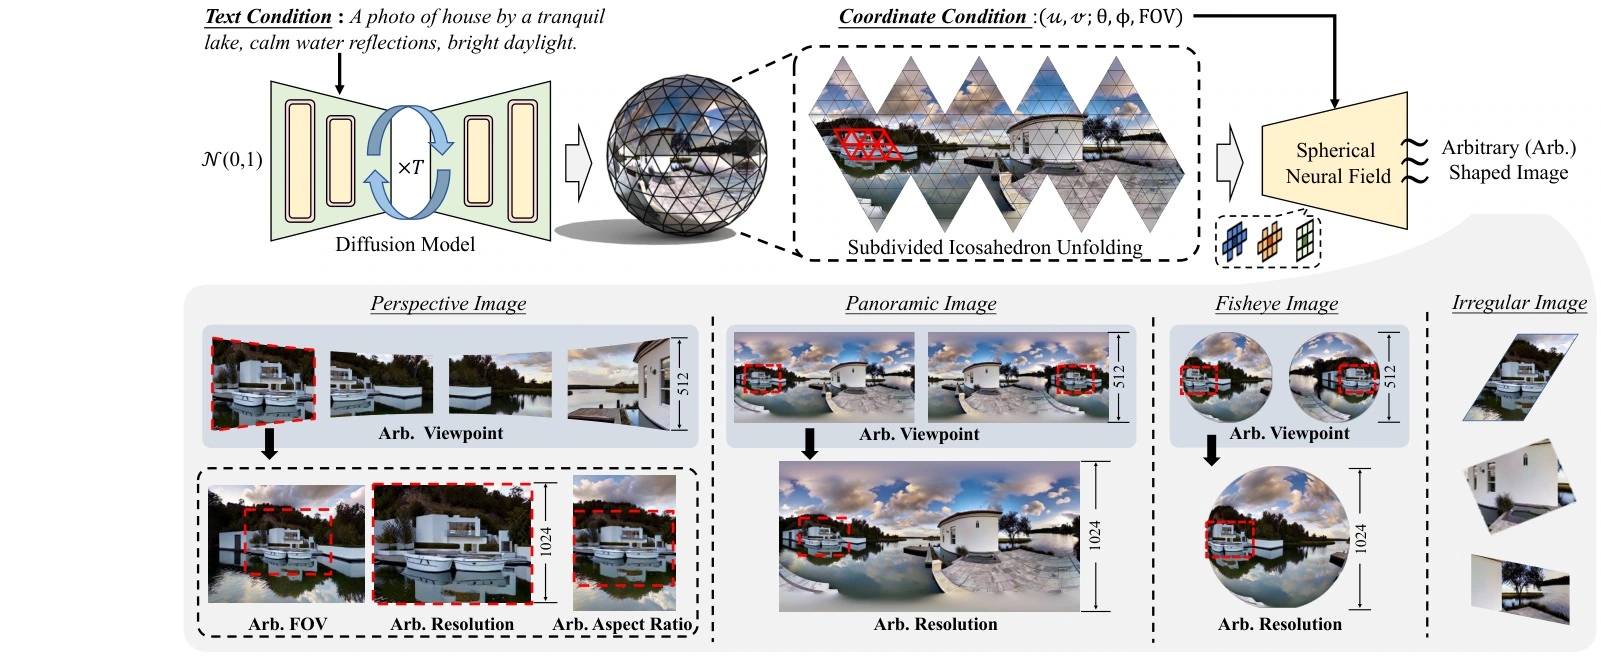 Text Condition : A photo of house by a tranquil
lake, calm water reflections, bright daylight.
Coordinate Condition :(𝓊, 𝓋; θ, ϕ, FOV)
𝒩(0,1)
×T
Diffusion Model
Subdivided Icosahedron Unfolding
Spherical
Neural Field
Arbitrary (Arb.)
Shaped Image
Perspective Image
512
Arb. Viewpoint
1024
Arb. FOV
Arb. Resolution
Arb. Aspect Ratio
Panoramic Image
512
Arb. Viewpoint
1024
Arb. Resolution
Fisheye Image
512
Arb. Viewpoint
1024
Arb. Resolution
Irregular Image